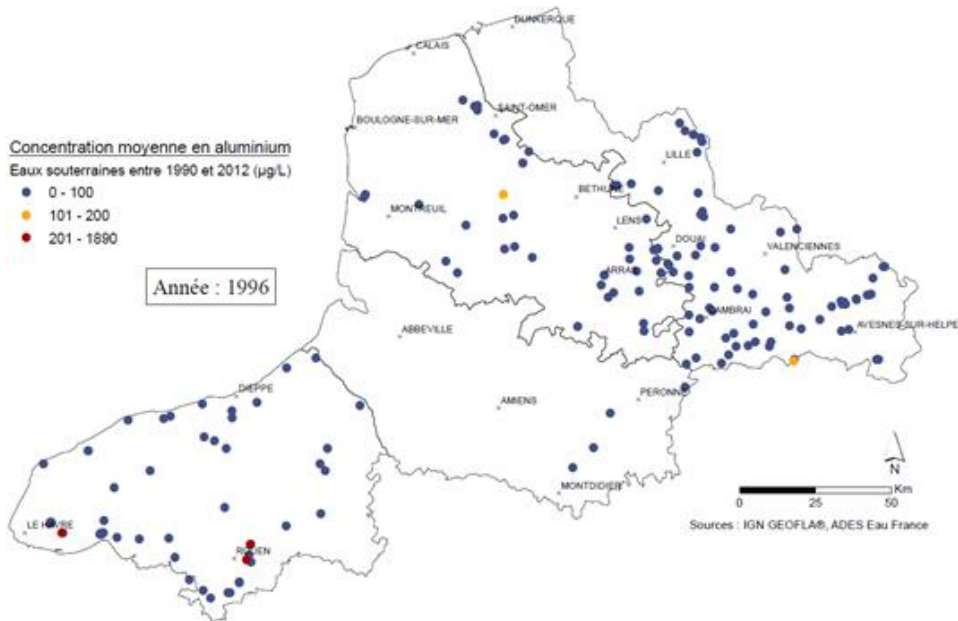 DUNKERQUE
CALAIS
SAINT-OMER
BOULOGNE-SUR-MER
Concentration moyenne en aluminium
Eaux souterraines entre 1990 et 2012 (µg/L)
0 - 100
101 - 200
201 - 1890
LILLE
BETHUNE
MONTREUIL
LENS
DOUAI
VALENCIENNES
ARRAS
Année : 1996
CAMBRAI
ABBEVILLE
AVESNES-SUR-HELPE
DIEPPE
PERONNE
AMIENS
MONTDIDIER
N
Km
0 25 50
Sources : IGN GEOFLA®, ADES Eau France
LE HAVRE
ROUEN